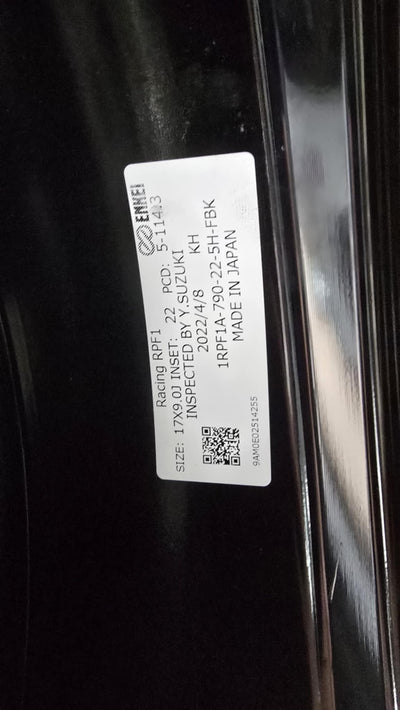 ENKEI
Racing RPF1
SIZE: 17X9.0J INSET: 22 PCD: 5-114.3
INSPECTED BY Y.SUZUKI
2022/4/8 KH
1RPF1A-790-22-5H-FBK
MADE IN JAPAN
9AM0E02514255